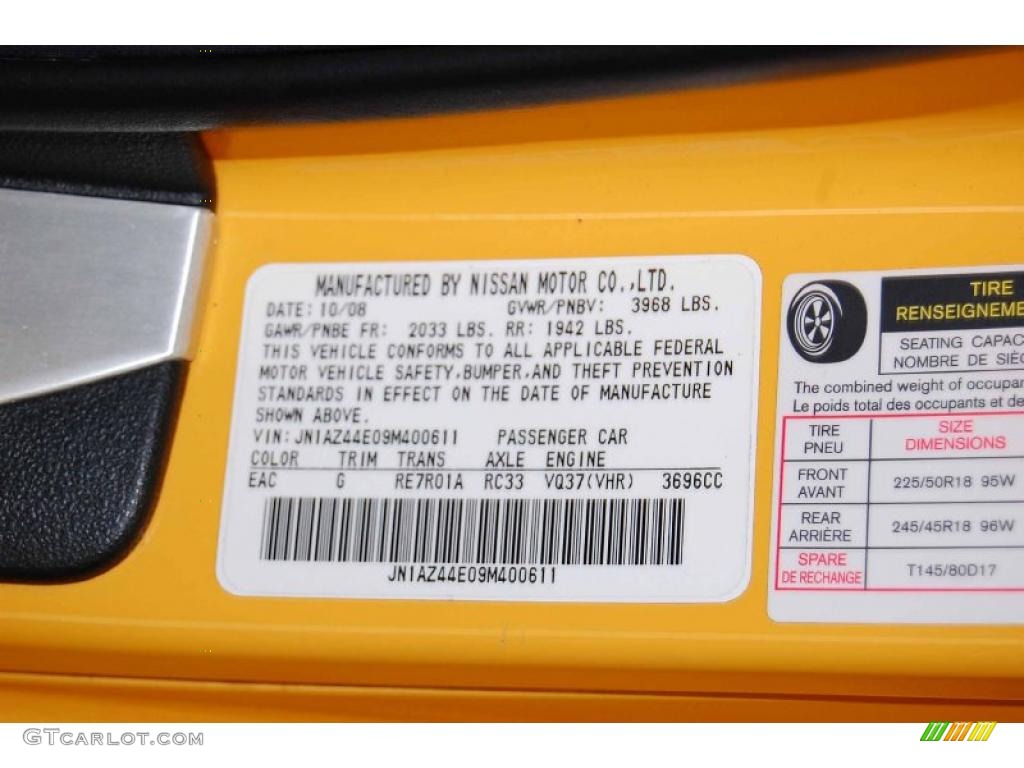 MANUFACTURED BY NISSAN MOTOR CO.,LTD.
DATE: 10/08 GVWR/PNBV: 3968 LBS.
GAWR/PNBE FR: 2033 LBS. RR: 1942 LBS.
THIS VEHICLE CONFORMS TO ALL APPLICABLE FEDERAL
MOTOR VEHICLE SAFETY,BUMPER,AND THEFT PREVENTION
STANDARDS IN EFFECT ON THE DATE OF MANUFACTURE
SHOWN ABOVE.
VIN: JN1AZ44E09M400611 PASSENGER CAR
COLOR TRIM TRANS AXLE ENGINE
EAC G RE7R01A RC33 VQ37(VHR) 3696CC
JN1AZ44E09M400611
TIRE
RENSEIGNEME
SEATING CAPAC
NOMBRE DE SIÈG
The combined weight of occupan
Le poids total des occupants et de
TIRE
PNEU
SIZE
DIMENSIONS
FRONT
AVANT
225/50R18 95W
REAR
ARRIÈRE
245/45R18 96W
SPARE
DE RECHANGE
T145/80D17
GTCARLOT.COM